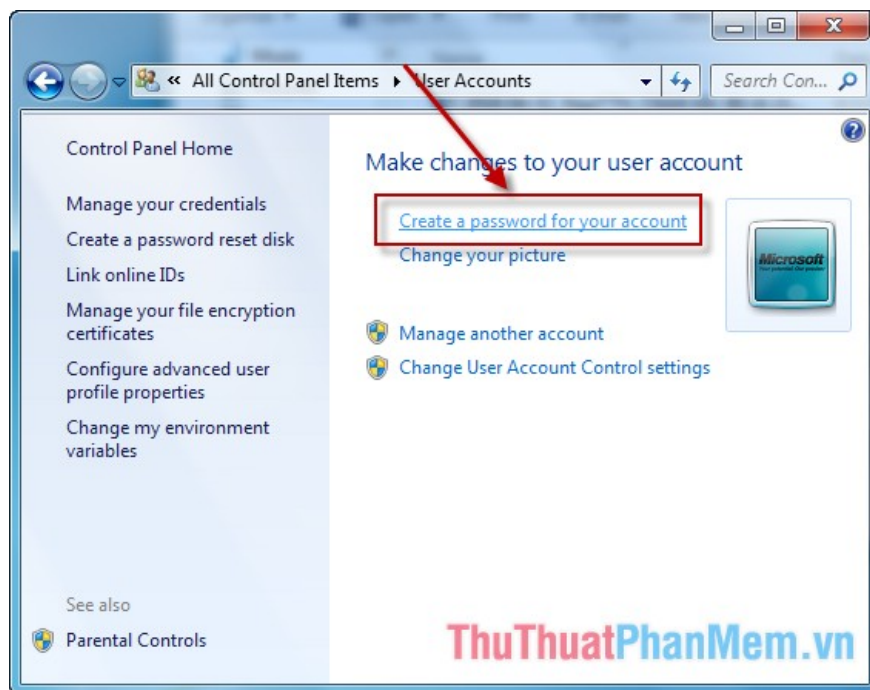 « All Control Panel Items ▸ User Accounts
Search Con...
Control Panel Home
Manage your credentials
Create a password reset disk
Link online IDs
Manage your file encryption
certificates
Configure advanced user
profile properties
Change my environment
variables
See also
Parental Controls
Make changes to your user account
Create a password for your account
Change your picture
Manage another account
Change User Account Control settings
Microsoft
ThuThuatPhanMem.vn